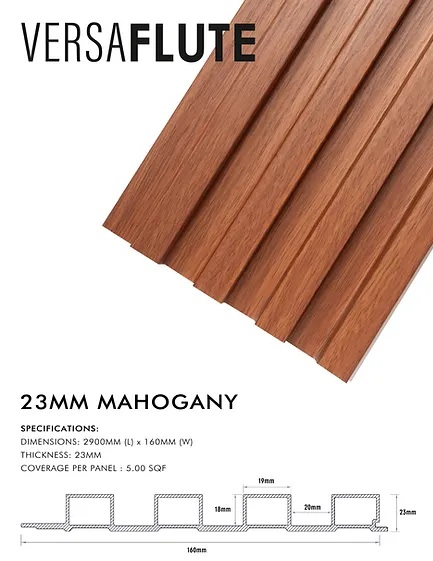 VERSAFLUTE
23MM MAHOGANY
SPECIFICATIONS:
DIMENSIONS: 2900MM (L) x 160MM (W)
THICKNESS: 23MM
COVERAGE PER PANEL : 5.00 SQF
19mm
18mm
20mm
23mm
160mm